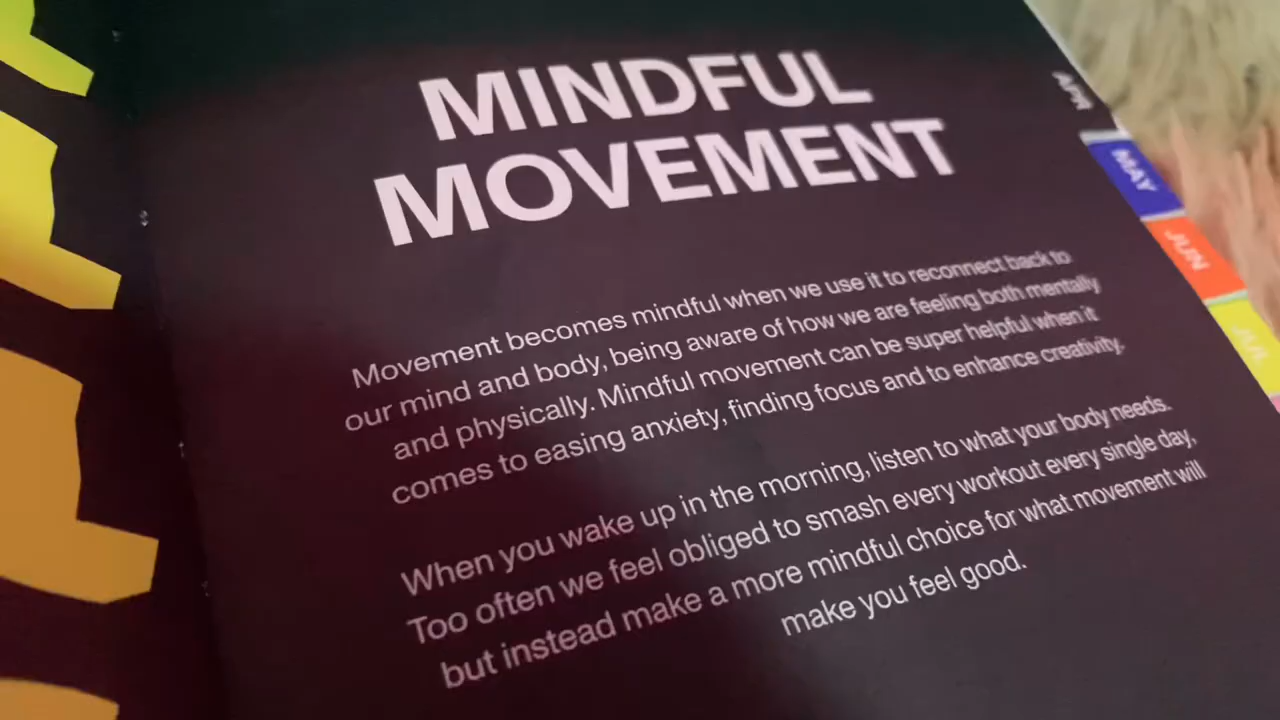 MINDFUL
MOVEMENT
Movement becomes mindful when we use it to reconnect back to
our mind and body, being aware of how we are feeling both mentally
and physically. Mindful movement can be super helpful when it
comes to easing anxiety, finding focus and to enhance creativity.
When you wake up in the morning, listen to what your body needs.
Too often we feel obliged to smash every workout every single day,
but instead make a more mindful choice for what movement will
make you feel good.
APR
MAY
JUN
JUL